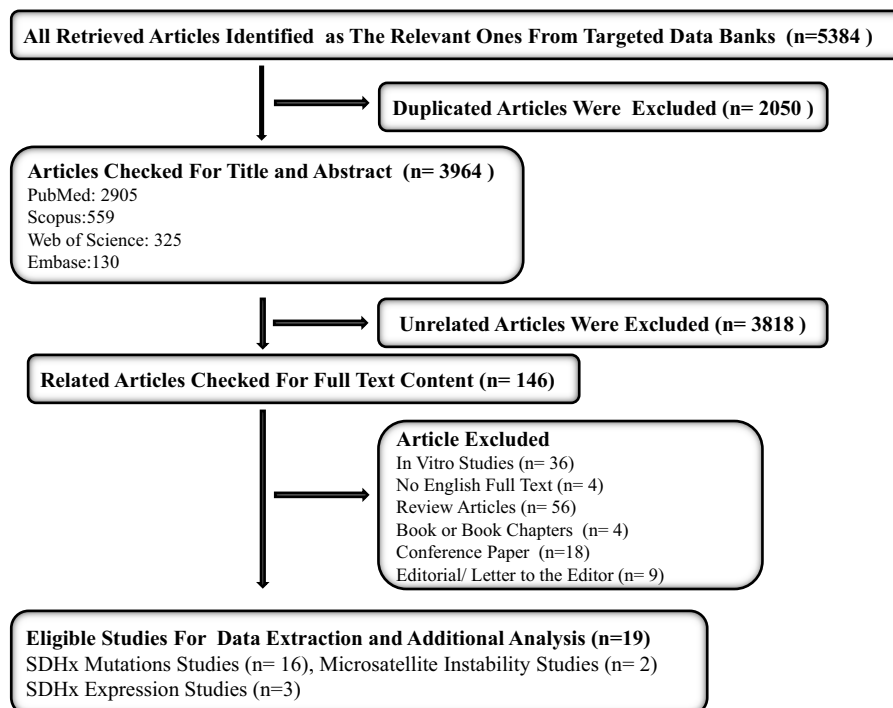 All Retrieved Articles Identified as The Relevant Ones From Targeted Data Banks (n=5384 )
Duplicated Articles Were Excluded (n= 2050 )
Articles Checked For Title and Abstract (n= 3964 )
PubMed: 2905
Scopus:559
Web of Science: 325
Embase:130
Unrelated Articles Were Excluded (n= 3818 )
Related Articles Checked For Full Text Content (n= 146)
Article Excluded
In Vitro Studies (n= 36)
No English Full Text (n= 4)
Review Articles (n= 56)
Book or Book Chapters (n= 4)
Conference Paper (n=18)
Editorial/ Letter to the Editor (n= 9)
Eligible Studies For Data Extraction and Additional Analysis (n=19)
SDHx Mutations Studies (n= 16), Microsatellite Instability Studies (n= 2)
SDHx Expression Studies (n=3)